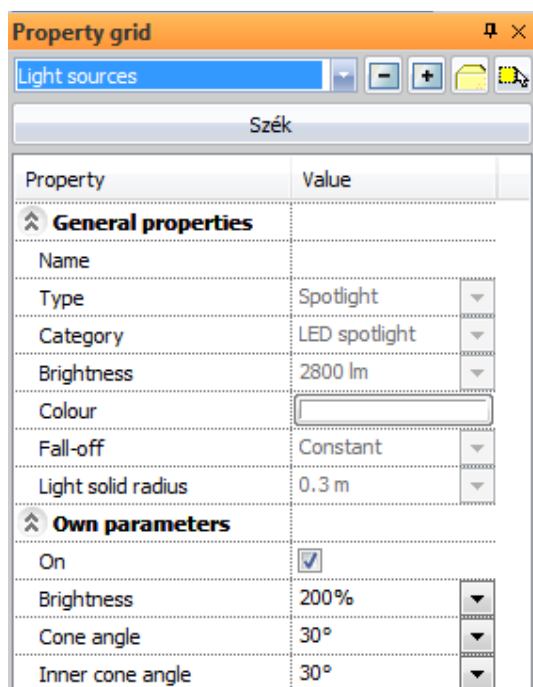 Property grid
Light sources
Szék
Property Value
General properties
Name
Type Spotlight
Category LED spotlight
Brightness 2800 lm
Colour
Fall-off Constant
Light solid radius 0.3 m
Own parameters
On
Brightness 200%
Cone angle 30°
Inner cone angle 30°